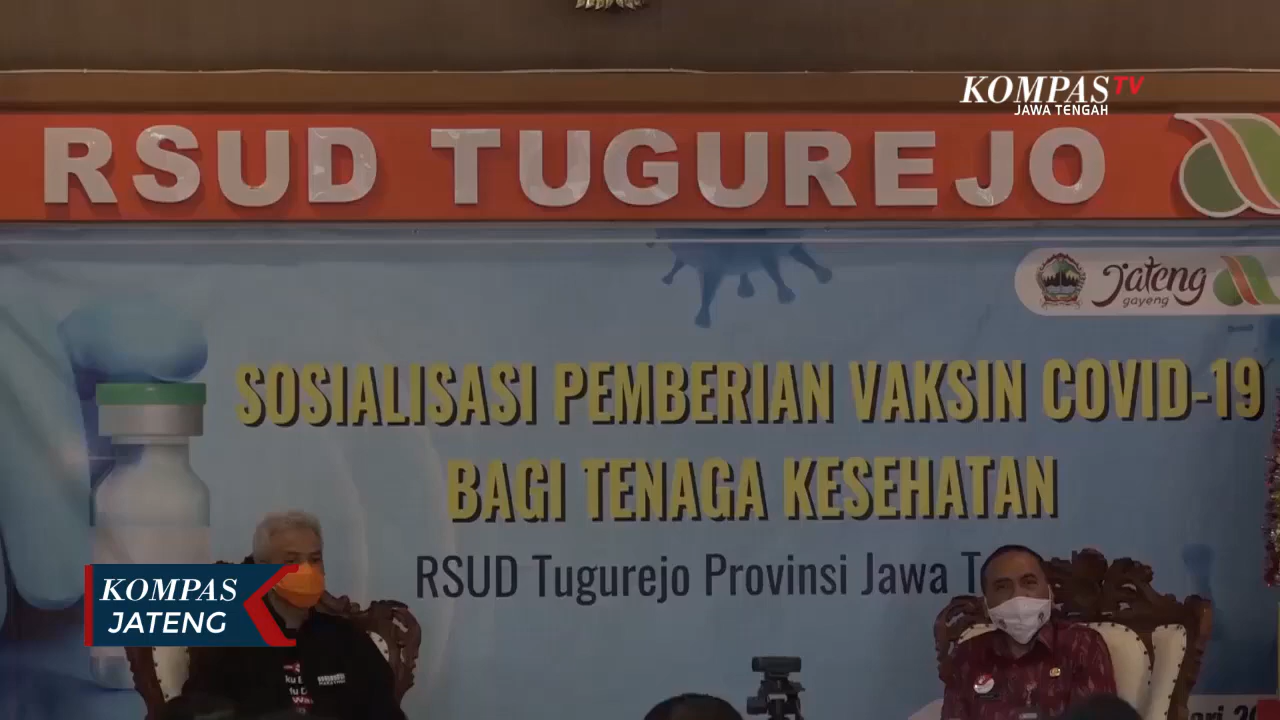 KOMPAS TV
JAWA TENGAH
RSUD TUGUREJO
Jateng
gayeng
SOSIALISASI PEMBERIAN VAKSIN COVID-19
BAGI TENAGA KESEHATAN
RSUD Tugurejo Provinsi Jawa
KOMPAS
JATENG